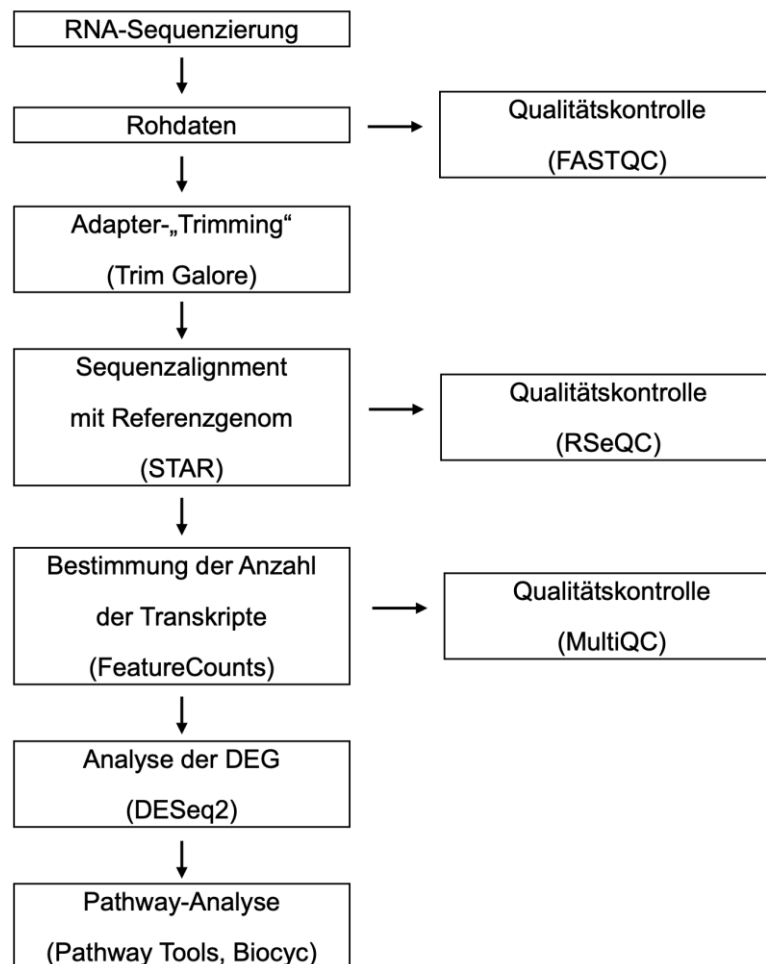 RNA-Sequenzierung
Rohdaten
Qualitätskontrolle
(FASTQC)
Adapter-„Trimming“
(Trim Galore)
Sequenzalignment
mit Referenzgenom
(STAR)
Qualitätskontrolle
(RSeQC)
Bestimmung der Anzahl
der Transkripte
(FeatureCounts)
Qualitätskontrolle
(MultiQC)
Analyse der DEG
(DESeq2)
Pathway-Analyse
(Pathway Tools, Biocyc)